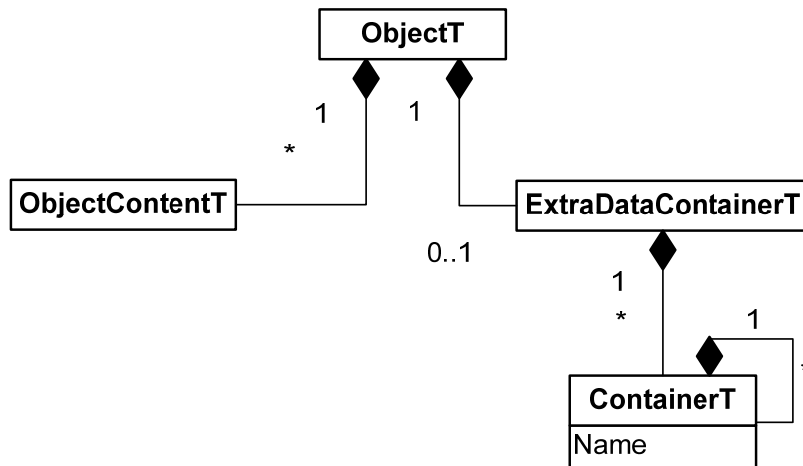 ObjectT
1
1
*
ObjectContentT
ExtraDataContainerT
0..1
1
*
1
*
ContainerT
Name